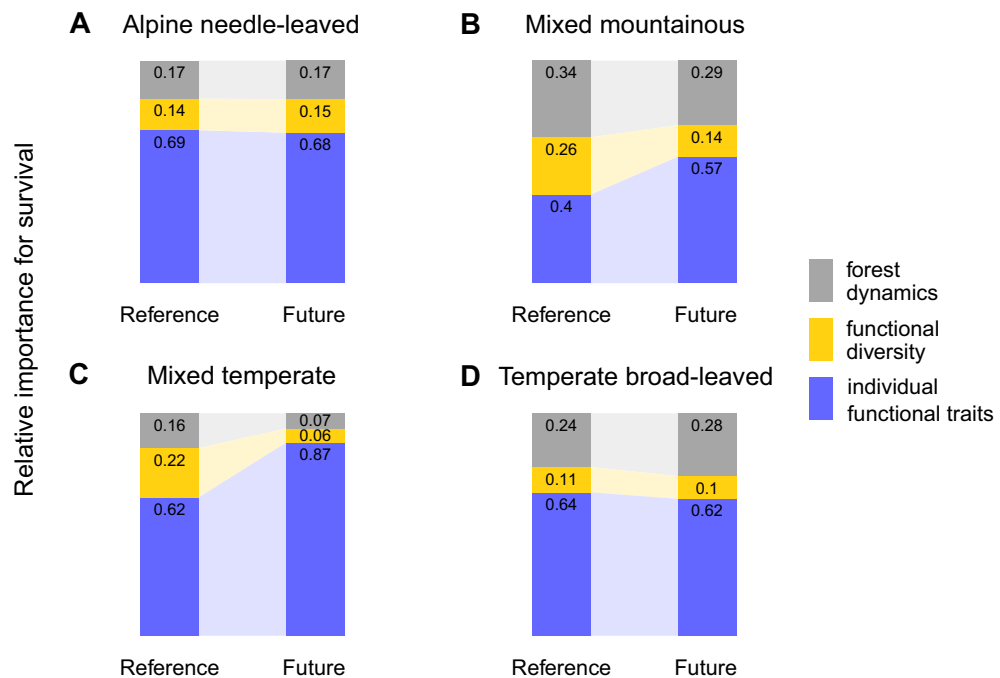 A Alpine needle-leaved
B Mixed mountainous
Relative importance for survival
0.17 0.17
0.14 0.15
0.69 0.68
Reference Future
0.34 0.29
0.26 0.14
0.4 0.57
Reference Future
forest
dynamics
functional
diversity
individual
functional traits
C Mixed temperate
D Temperate broad-leaved
0.16 0.07
0.22 0.06
0.62 0.87
Reference Future
0.24 0.28
0.11 0.1
0.64 0.62
Reference Future